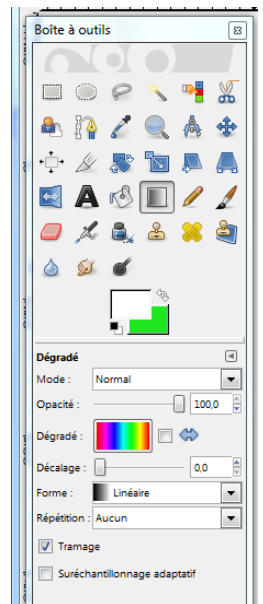 Boîte à outils
Dégradé
Mode : Normal
Opacité : 100,0
Dégradé :
Décalage : 0,0
Forme : Linéaire
Répétition : Aucun
Tramage
Suréchantillonnage adaptatif